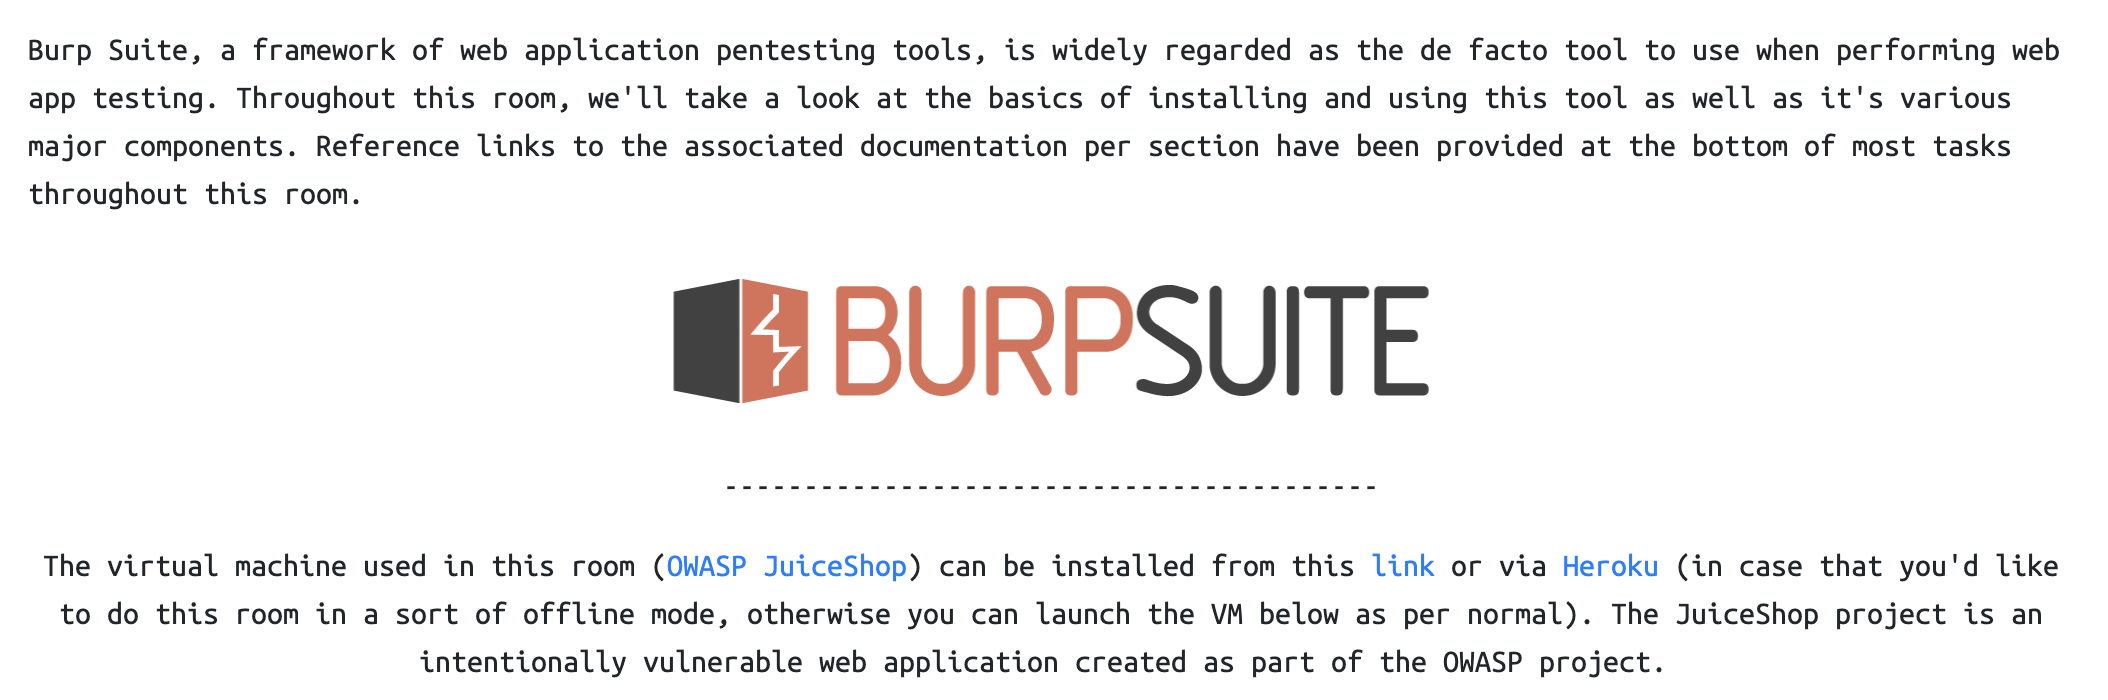 Burp Suite, a framework of web application pentesting tools, is widely regarded as the de facto tool to use when performing web
app testing. Throughout this room, we'll take a look at the basics of installing and using this tool as well as it's various
major components. Reference links to the associated documentation per section have been provided at the bottom of most tasks
throughout this room.
BURPSUITE
-----------------------------------------
The virtual machine used in this room (OWASP JuiceShop) can be installed from this link or via Heroku (in case that you'd like
to do this room in a sort of offline mode, otherwise you can launch the VM below as per normal). The JuiceShop project is an
intentionally vulnerable web application created as part of the OWASP project.